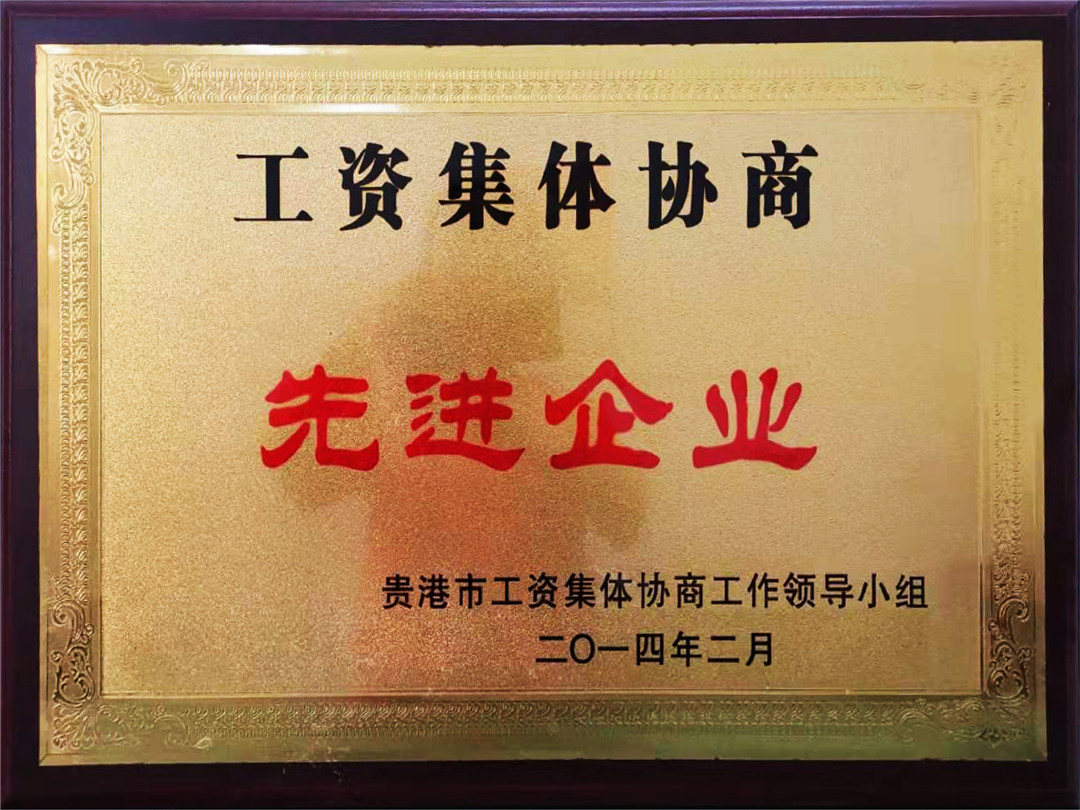 工资集体协商
先进企业
贵港市工资集体协商工作领导小组
二〇一四年二月